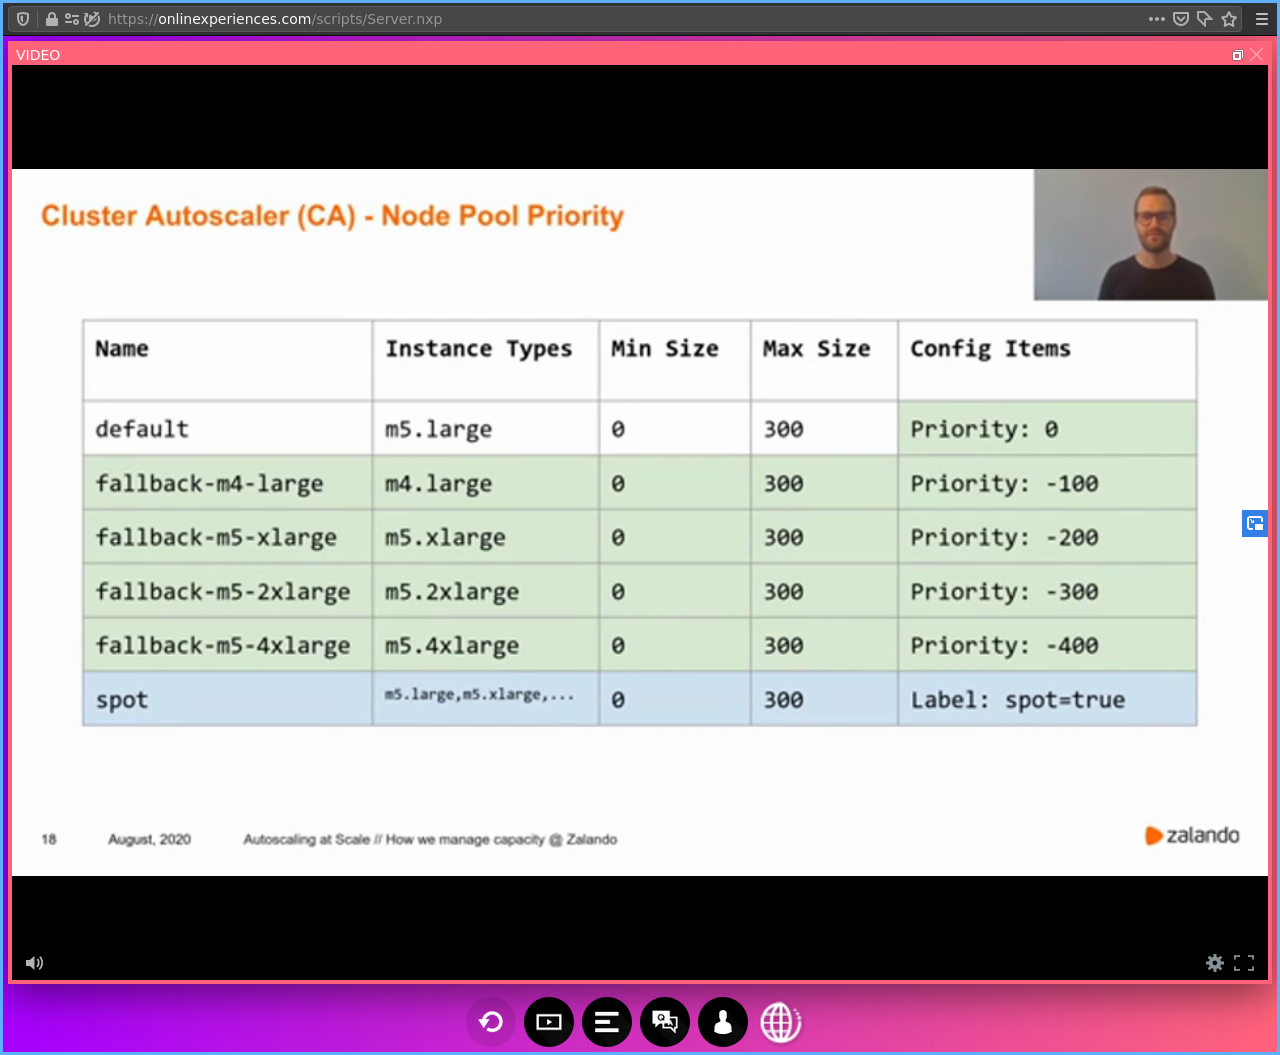 https://onlinexperiences.com/scripts/Server.nxp
VIDEO
Cluster Autoscaler (CA) - Node Pool Priority
Name Instance Types Min Size Max Size Config Items
default m5.large 0 300 Priority: 0
fallback-m4-large m4.large 0 300 Priority: -100
fallback-m5-xlarge m5.xlarge 0 300 Priority: -200
fallback-m5-2xlarge m5.2xlarge 0 300 Priority: -300
fallback-m5-4xlarge m5.4xlarge 0 300 Priority: -400
spot m5.large,m5.xlarge,... 0 300 Label: spot=true
18 August, 2020 Autoscaling at Scale // How we manage capacity @ Zalando
zalando